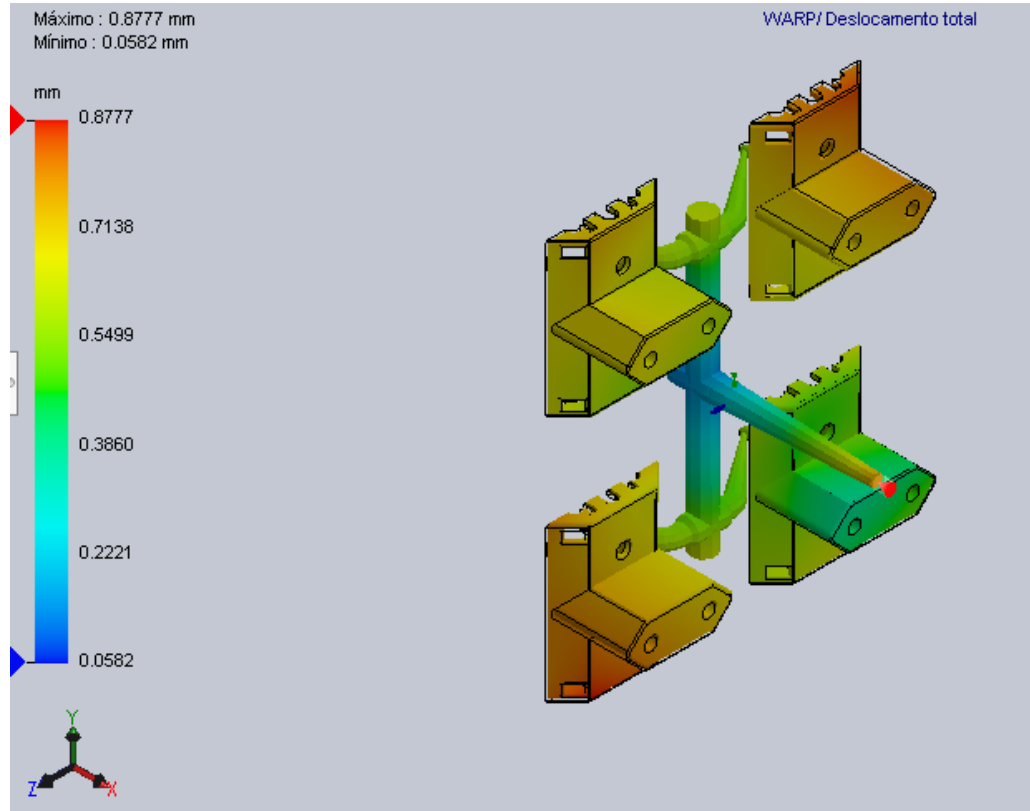 Máximo : 0.8777 mm
Mínimo : 0.0582 mm
WARP/ Deslocamento total
mm
0.8777
0.7138
0.5499
0.3860
0.2221
0.0582
Y
Z
X